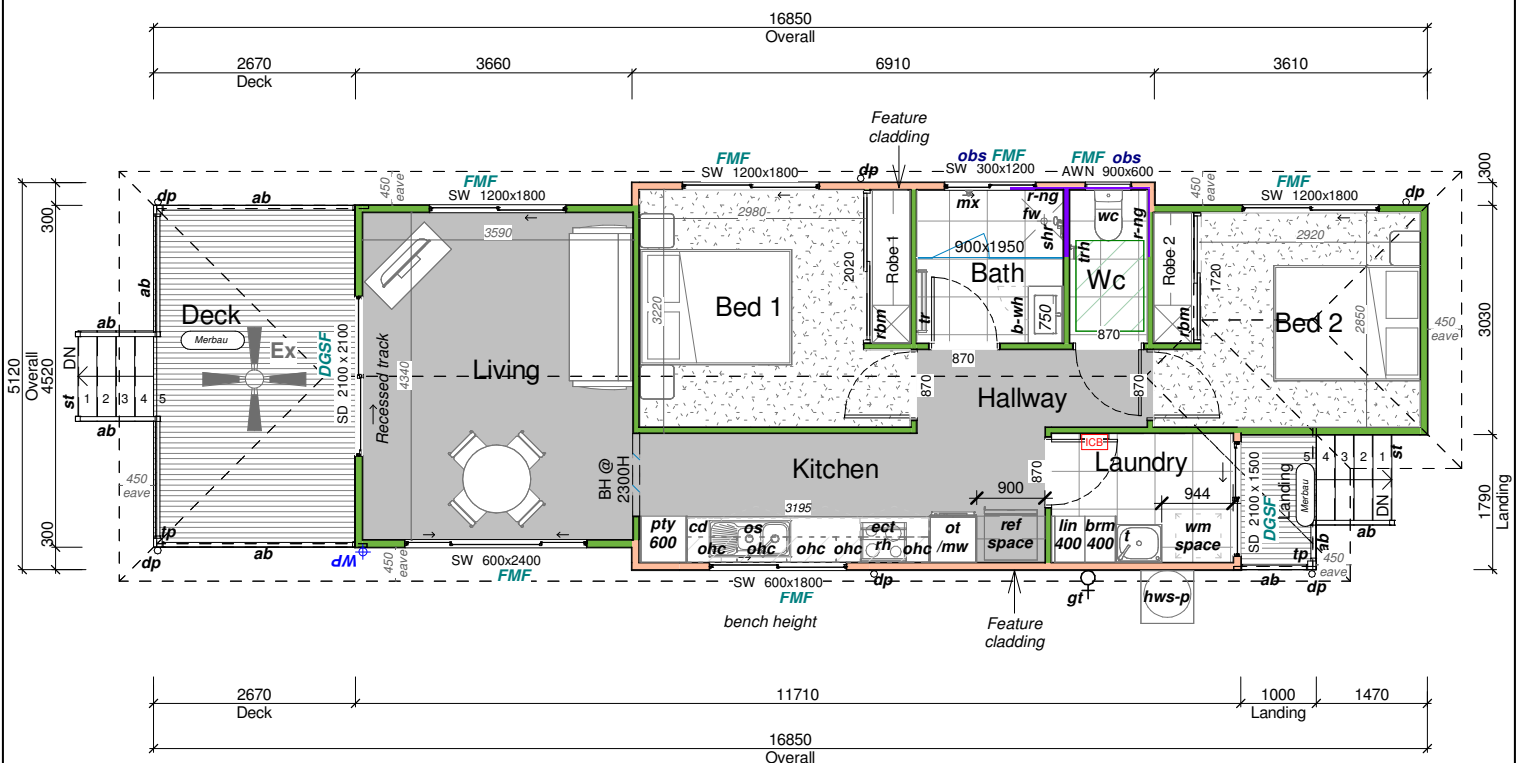 16850
Overall
2670
Deck
3660
6910
3610
Feature
cladding
FMF
SW 1200x1800
FMF
SW 1200x1800
dp
obs FMF
SW 300x1200
FMF obs
AWN 900x600
FMF
SW 1200x1800
dp
dp
ab
450
eave
450
eave
300
300
5120
Overall
4520
300
3030
1790
Landing
ab
Deck
Merbau
Ex
ab
DN
st
1 2 3 4 5
ab
DGSF
SD 2100 x 2100
Recessed track
3590
4340
Living
2980
3220
2020
Bed 1
Robe 1
rbm
mx
r-ng
fw
shr
900x1950
Bath
tr
b-wh
750
870
wc
r-ng
trh
Wc
870
Robe 2
rbm
1720
2920
2850
Bed 2
450
eave
870
Hallway
870
450
eave
tp
dp
ab
WP
450
eave
SW 600x2400
FMF
BH @
2300H
Kitchen
3195
900
870
ICB
Laundry
944
pty
600
cd
os
ohc ohc ohc ohc ohc
ect
rh
ot
/mw
ref
space
lin
400
brm
400
t
wm
space
SD 2100 x 1500
DGSF
Landing
Merbau
5 4 3 2 1
st
DN
ab
tp
ab
450
eave
dp
SW 600x1800
FMF
bench height
dp
Feature
cladding
gt
hws-p
2670
Deck
11710
1000
Landing
1470
16850
Overall